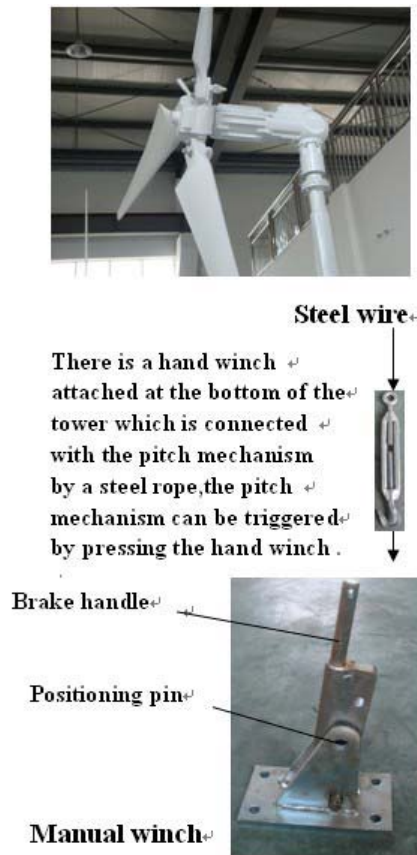 Steel wire
There is a hand winch
attached at the bottom of the
tower which is connected
with the pitch mechanism
by a steel rope,the pitch
mechanism can be triggered
by pressing the hand winch .
.
Brake handle
Positioning pin
Manual winch